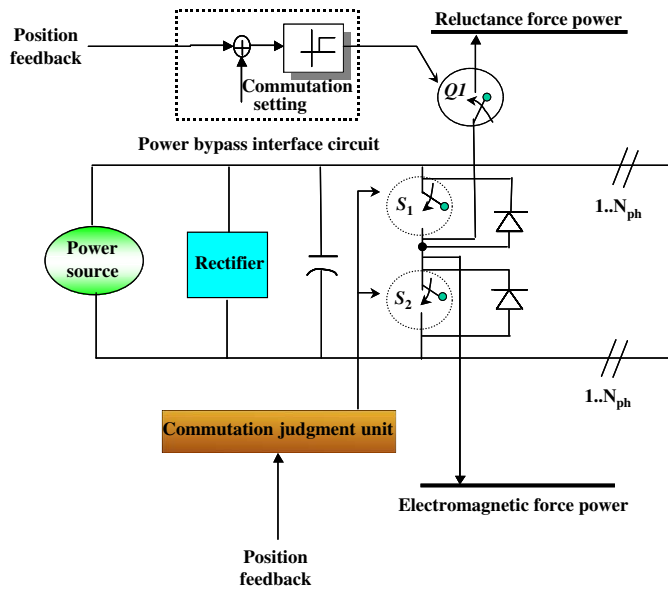 Reluctance force power
Position
feedback
Commutation
setting
Q1
Power bypass interface circuit
S1
1..Nph
Power
source
Rectifier
S2
1..Nph
Commutation judgment unit
Electromagnetic force power
Position
feedback